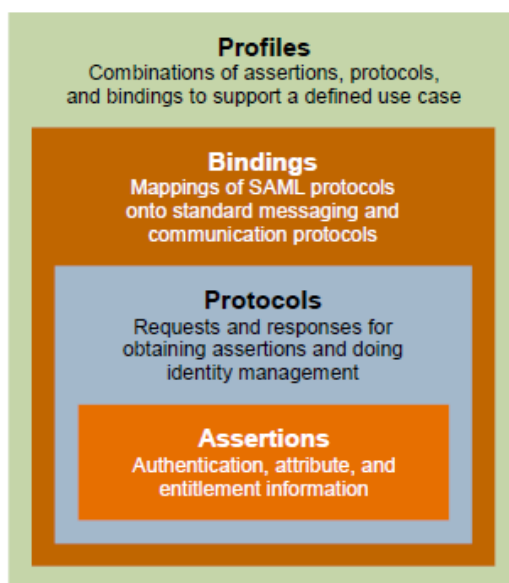 Profiles
Combinations of assertions, protocols,
and bindings to support a defined use case
Bindings
Mappings of SAML protocols
onto standard messaging and
communication protocols
Protocols
Requests and responses for
obtaining assertions and doing
identity management
Assertions
Authentication, attribute, and
entitlement information